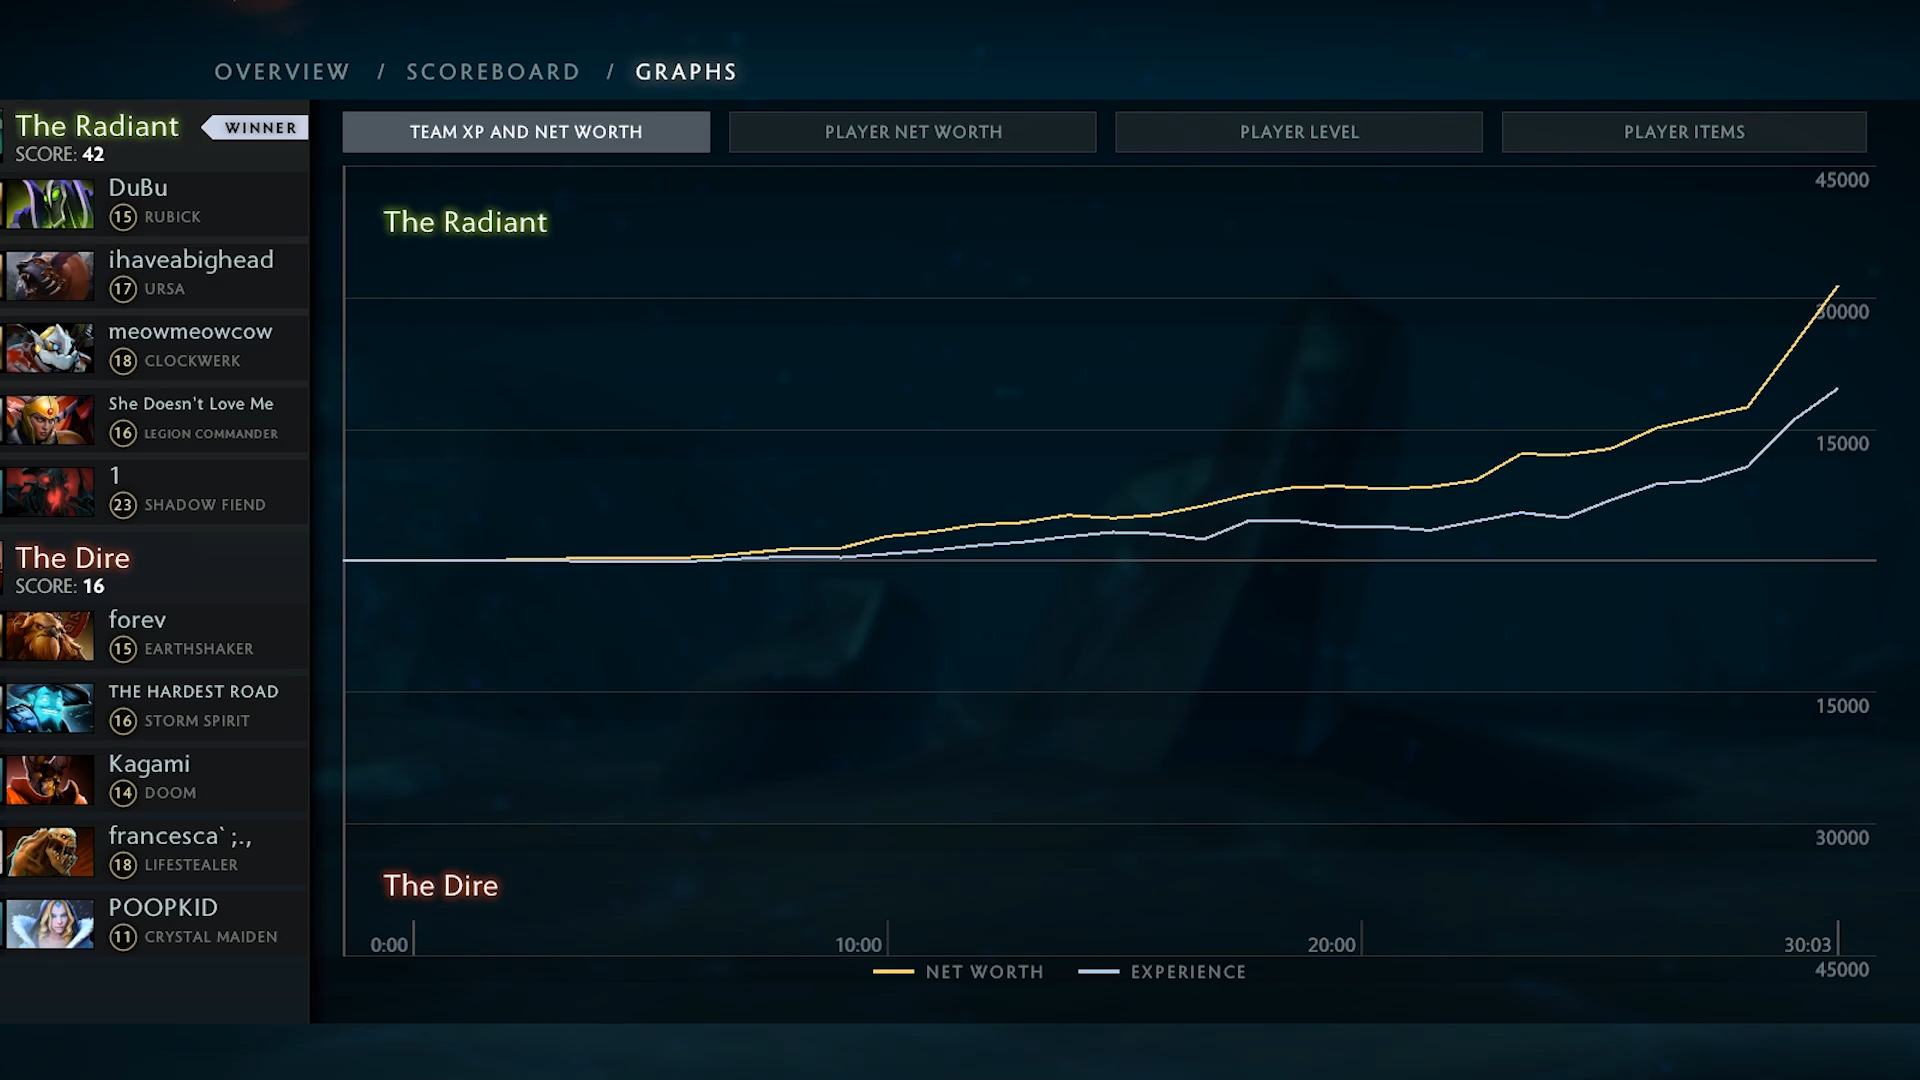 OVERVIEW / SCOREBOARD / GRAPHS
The Radiant WINNER
SCORE: 42
DuBu
15 RUBICK
ihaveabighead
17 URSA
meowmeowcow
18 CLOCKWERK
She Doesn't Love Me
16 LEGION COMMANDER
1
23 SHADOW FIEND
The Dire
SCORE: 16
forev
15 EARTHSHAKER
THE HARDEST ROAD
16 STORM SPIRIT
Kagami
14 DOOM
francesca` ;.,
18 LIFESTEALER
POOPKID
11 CRYSTAL MAIDEN
TEAM XP AND NET WORTH PLAYER NET WORTH PLAYER LEVEL PLAYER ITEMS
45000
The Radiant
30000
15000
15000
30000
The Dire
0:00 10:00 20:00 30:03
45000
NET WORTH EXPERIENCE